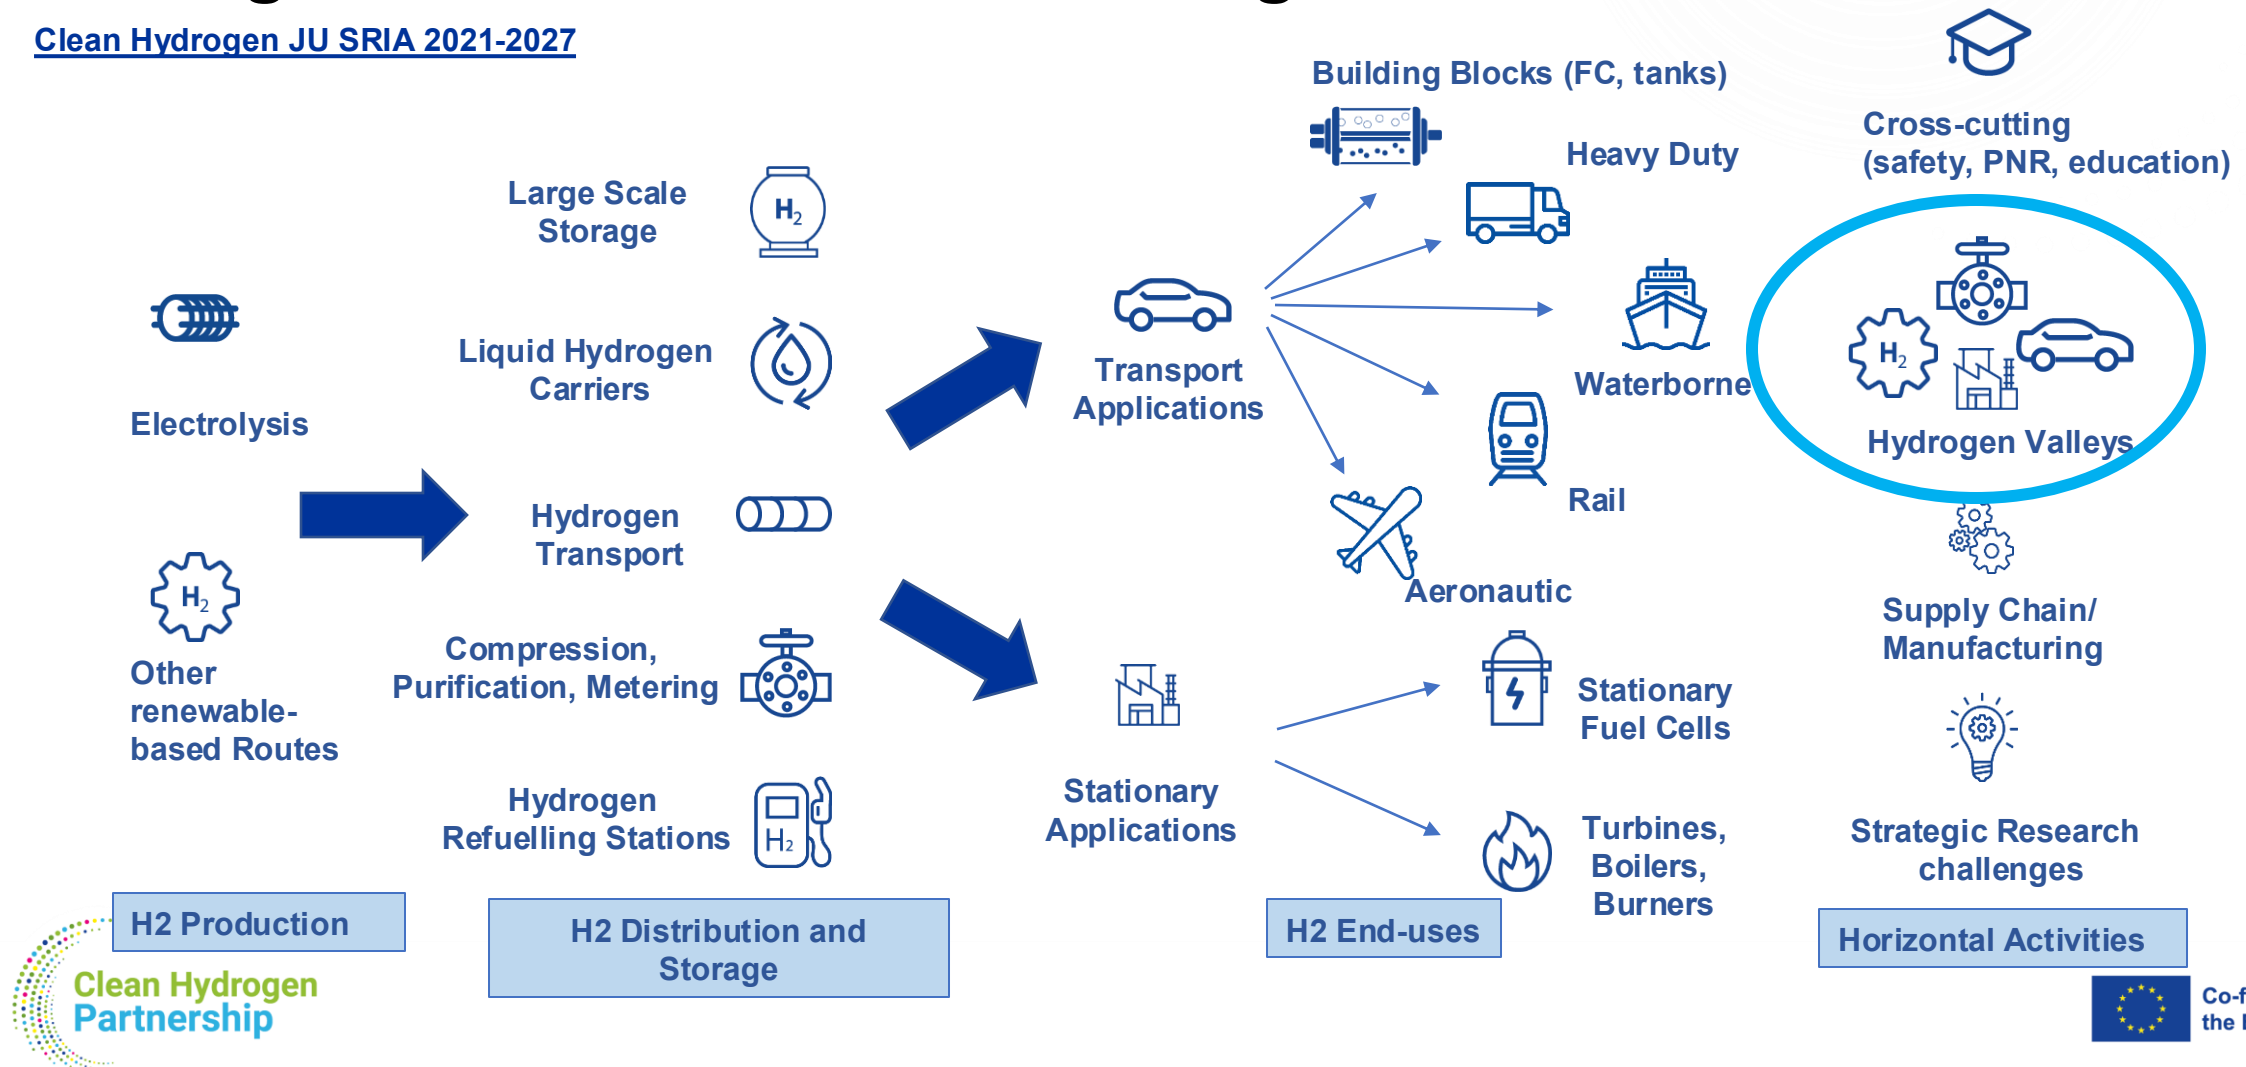 Clean Hydrogen JU SRIA 2021-2027
Electrolysis
Other
renewable-
based Routes
H2
H2 Production
Large Scale
Storage
H2
Liquid Hydrogen
Carriers
Hydrogen
Transport
Compression,
Purification, Metering
Hydrogen
Refuelling Stations
H2
H2 Distribution and
Storage
Transport
Applications
Stationary
Applications
Building Blocks (FC, tanks)
Heavy Duty
Waterborne
Rail
Aeronautic
Stationary
Fuel Cells
Turbines,
Boilers,
Burners
H2 End-uses
Cross-cutting
(safety, PNR, education)
H2
Hydrogen Valleys
Supply Chain/
Manufacturing
Strategic Research
challenges
Horizontal Activities
Clean Hydrogen
Partnership
the